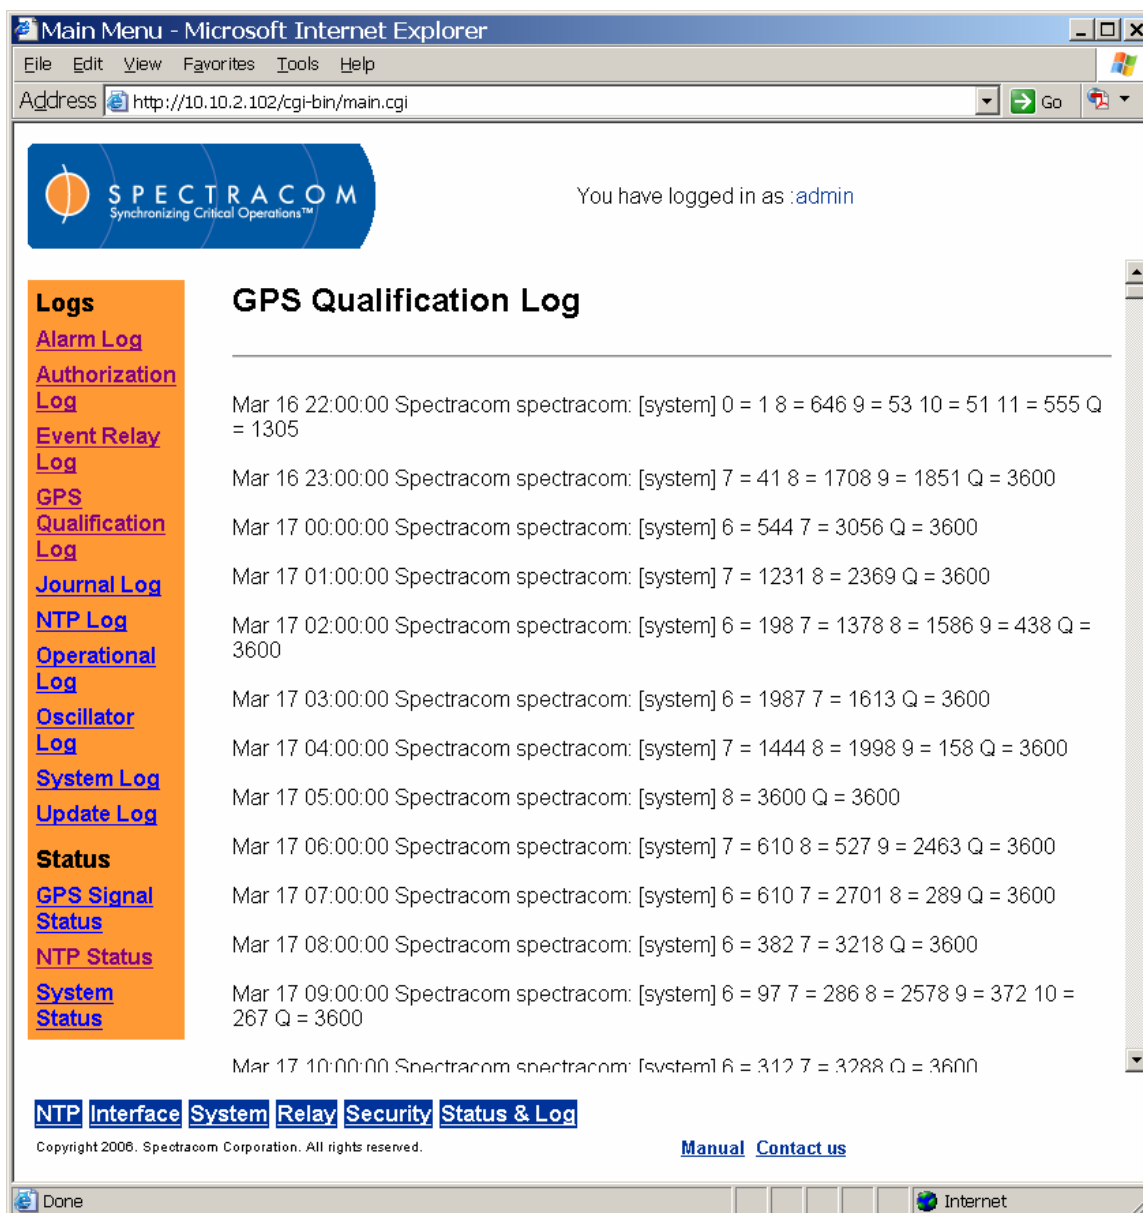 Main Menu - Microsoft Internet Explorer
File Edit View Favorites Tools Help
Address http://10.10.2.102/cgi-bin/main.cgi Go
SPECTRACOM
Synchronizing Critical Operations™
You have logged in as :admin
Logs
Alarm Log
Authorization
Log
Event Relay
Log
GPS
Qualification
Log
Journal Log
NTP Log
Operational
Log
Oscillator
Log
System Log
Update Log
Status
GPS Signal
Status
NTP Status
System
Status
GPS Qualification Log
Mar 16 22:00:00 Spectracom spectracom: [system] 0 = 1 8 = 646 9 = 53 10 = 51 11 = 555 Q
= 1305
Mar 16 23:00:00 Spectracom spectracom: [system] 7 = 41 8 = 1708 9 = 1851 Q = 3600
Mar 17 00:00:00 Spectracom spectracom: [system] 6 = 544 7 = 3056 Q = 3600
Mar 17 01:00:00 Spectracom spectracom: [system] 7 = 1231 8 = 2369 Q = 3600
Mar 17 02:00:00 Spectracom spectracom: [system] 6 = 198 7 = 1378 8 = 1586 9 = 438 Q =
3600
Mar 17 03:00:00 Spectracom spectracom: [system] 6 = 1987 7 = 1613 Q = 3600
Mar 17 04:00:00 Spectracom spectracom: [system] 7 = 1444 8 = 1998 9 = 158 Q = 3600
Mar 17 05:00:00 Spectracom spectracom: [system] 8 = 3600 Q = 3600
Mar 17 06:00:00 Spectracom spectracom: [system] 7 = 610 8 = 527 9 = 2463 Q = 3600
Mar 17 07:00:00 Spectracom spectracom: [system] 6 = 610 7 = 2701 8 = 289 Q = 3600
Mar 17 08:00:00 Spectracom spectracom: [system] 6 = 382 7 = 3218 Q = 3600
Mar 17 09:00:00 Spectracom spectracom: [system] 6 = 97 7 = 286 8 = 2578 9 = 372 10 =
267 Q = 3600
Mar 17 10:00:00 Spectracom spectracom: [system] 6 = 312 7 = 3288 Q = 3600
NTP Interface System Relay Security Status & Log
Copyright 2006. Spectracom Corporation. All rights reserved.
Manual Contact us
Done
Internet